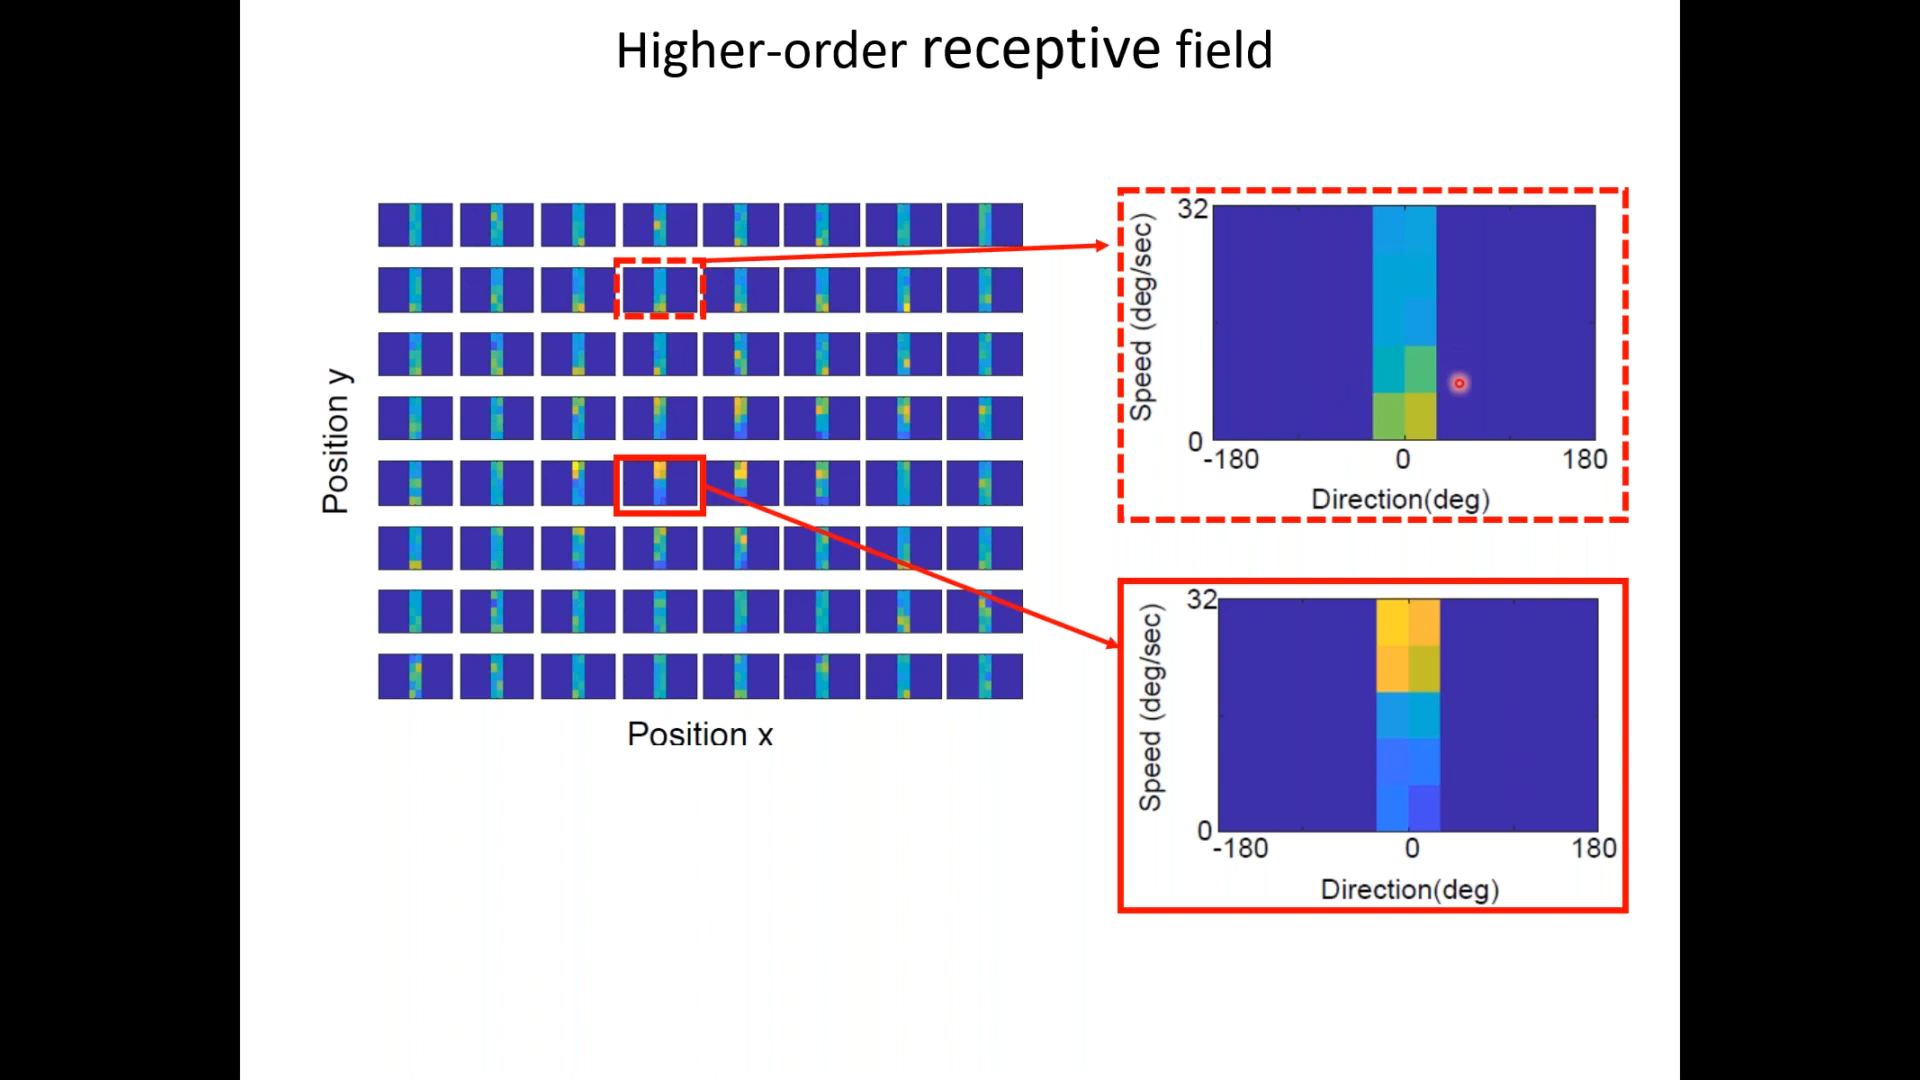 Higher-order receptive field
Position y
Position x
Speed (deg/sec)
32
0
-180
0
180
Direction(deg)
Speed (deg/sec)
32
0
-180
0
180
Direction(deg)